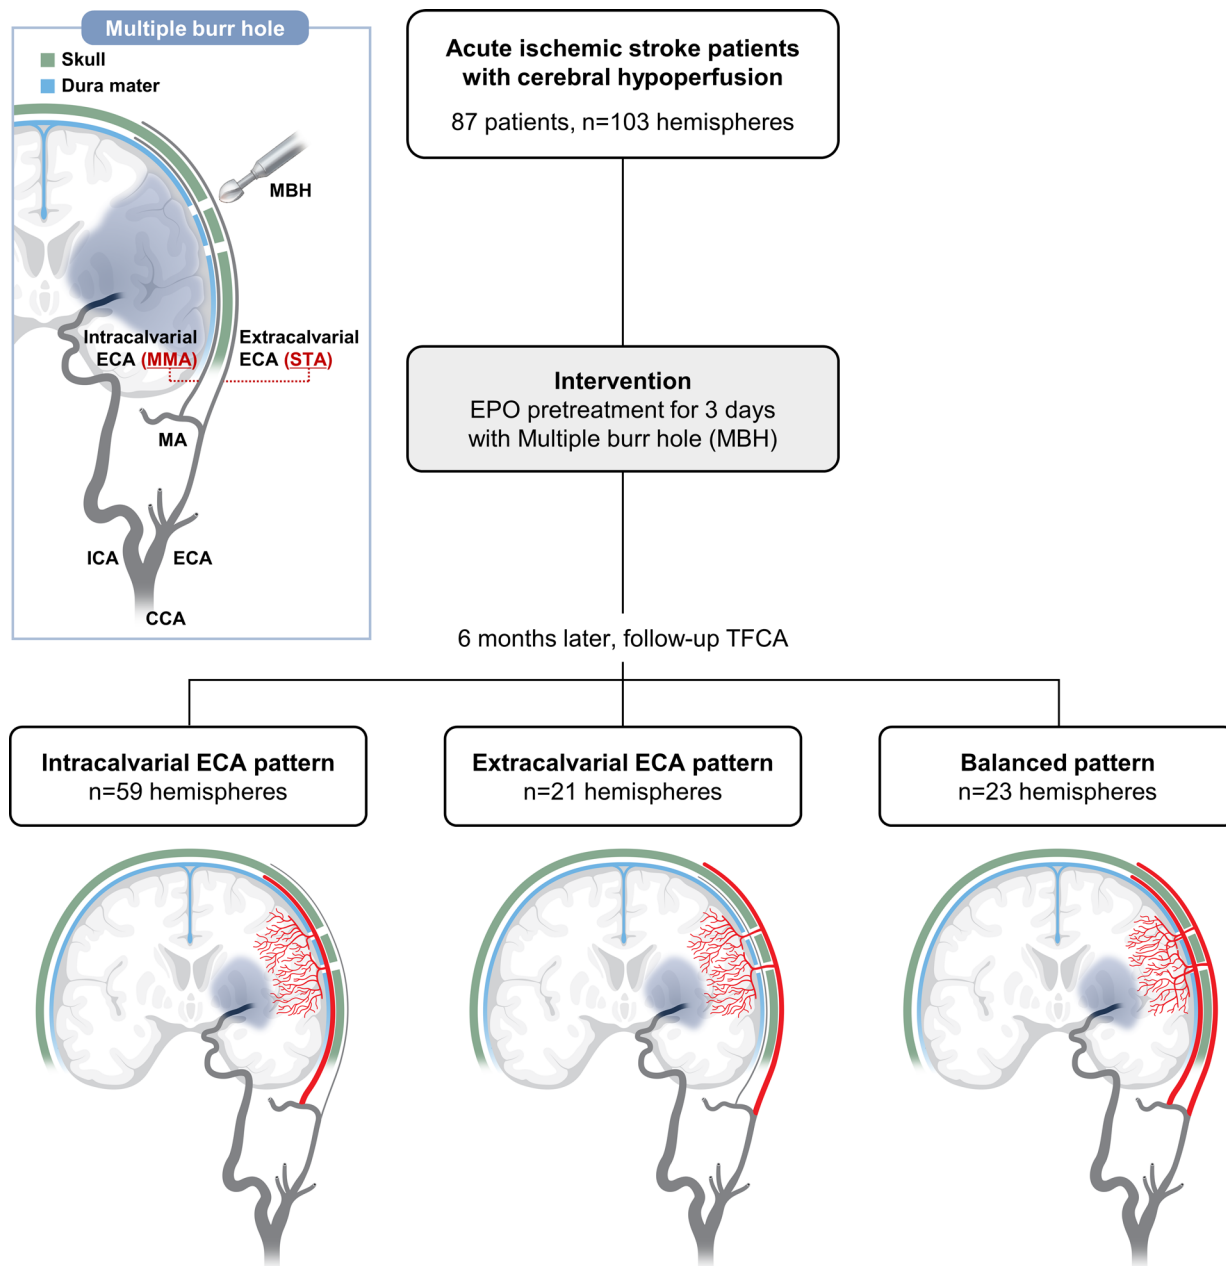 Multiple burr hole
Skull
Dura mater
MBH
Intracalvarial
ECA (MMA)
Extracalvarial
ECA (STA)
MA
ICA
ECA
CCA
Acute ischemic stroke patients
with cerebral hypoperfusion
87 patients, n=103 hemispheres
Intervention
EPO pretreatment for 3 days
with Multiple burr hole (MBH)
6 months later, follow-up TFCA
Intracalvarial ECA pattern
n=59 hemispheres
Extracalvarial ECA pattern
n=21 hemispheres
Balanced pattern
n=23 hemispheres